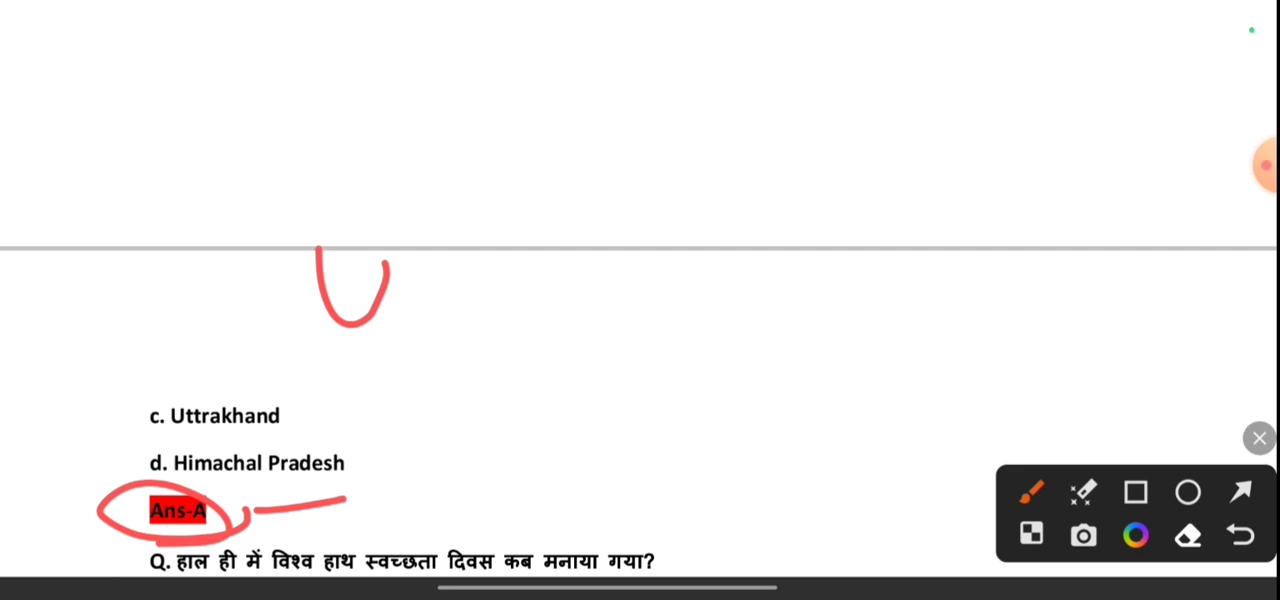 c. Uttrakhand
d. Himachal Pradesh
Ans-A
Q. हाल ही में विश्व हाथ स्वच्छता दिवस कब मनाया गया?